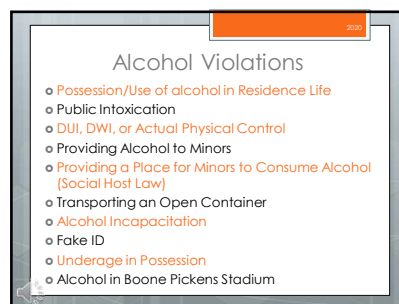 2020
Alcohol Violations
Possession/Use of alcohol in Residence Life
Public Intoxication
DUI, DWI, or Actual Physical Control
Providing Alcohol to Minors
Providing a Place for Minors to Consume Alcohol
(Social Host Law)
Transporting an Open Container
Alcohol Incapacitation
Fake ID
Underage in Possession
Alcohol in Boone Pickens Stadium